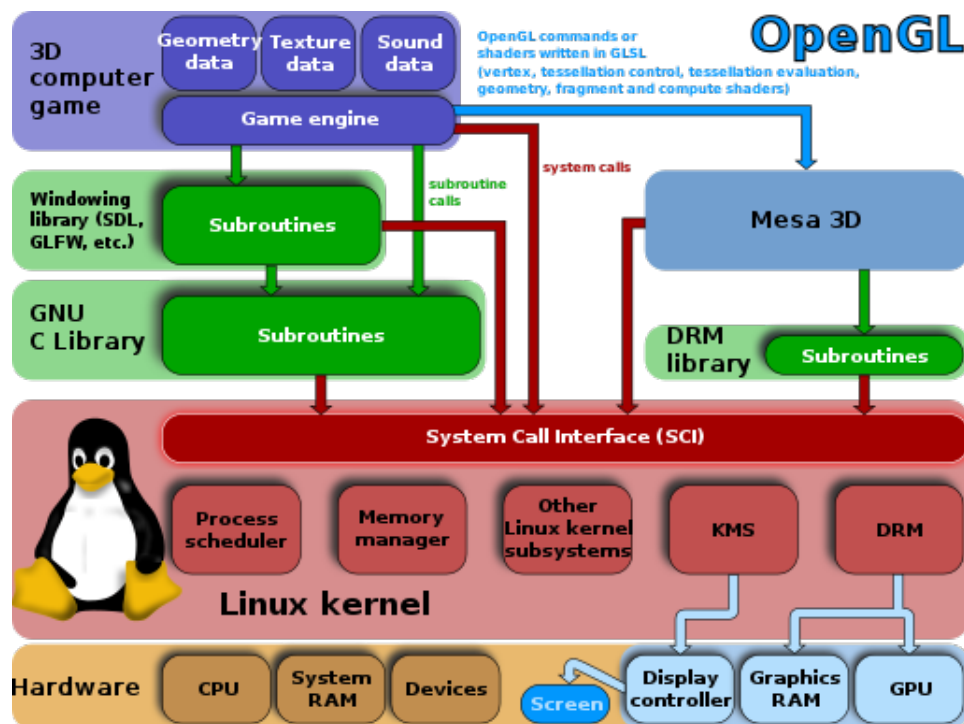 3D
computer
game
Geometry
data
Texture
data
Sound
data
Game engine
OpenGL commands or
shaders written in GLSL
(vertex, tessellation control, tessellation evaluation,
geometry, fragment and compute shaders)
OpenGL
system calls
subroutine
calls
Windowing
library (SDL,
GLFW, etc.)
Subroutines
Mesa 3D
GNU
C Library
Subroutines
DRM
library
Subroutines
System Call Interface (SCI)
Process
scheduler
Memory
manager
Other
Linux kernel
subsystems
KMS
DRM
Linux kernel
Hardware
CPU
System
RAM
Devices
Screen
Display
controller
Graphics
RAM
GPU